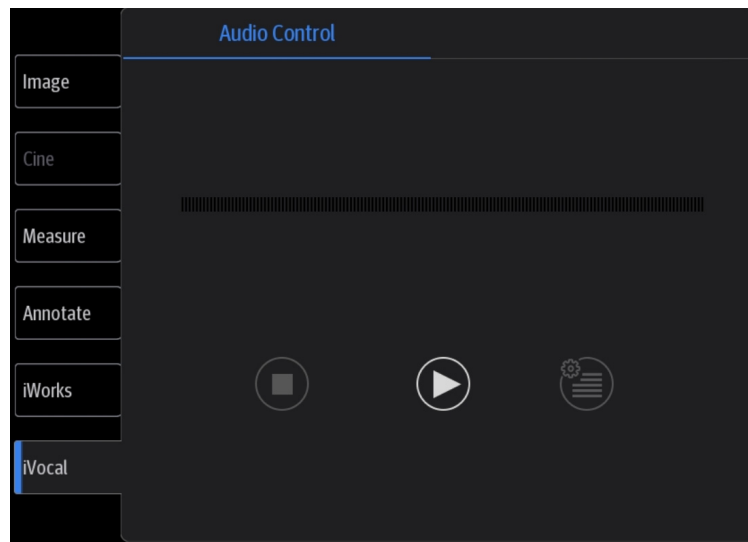 Audio Control
Image
Cine
Measure
Annotate
iWorks
iVocal